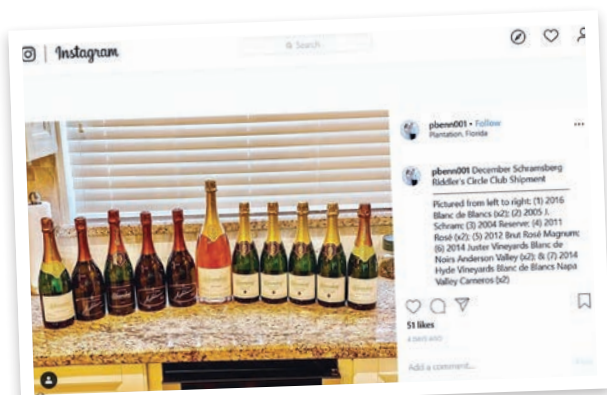 Instagram
Search
pbenn001 • Follow
Plantation, Florida
pbenn001 December Schramsberg
Riddler's Circle Club Shipment
Pictured from left to right: (1) 2016
Blanc de Blancs (x2); (2) 2005 J.
Schram; (3) 2004 Reserve; (4) 2011
Rosé (x2); (5) 2012 Brut Rosé Magnum;
(6) 2014 Juster Vineyards Blanc de
Noirs Anderson Valley (x2); & (7) 2014
Hyde Vineyards Blanc de Blancs Napa
Valley Carneros (x2)
51 likes
4 DAYS AGO
Add a comment...